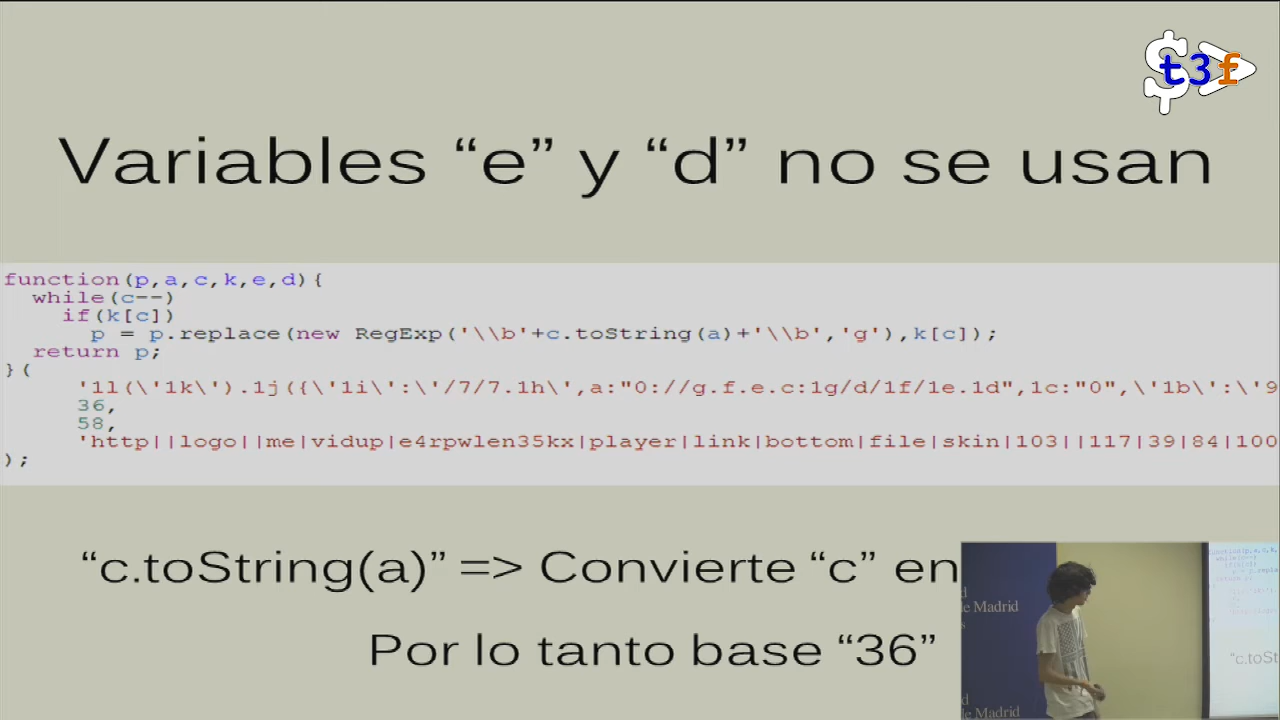 $ t3f
Variables “e” y “d” no se usan
function(p,a,c,k,e,d){
while(c--)
if(k[c])
p = p.replace(new RegExp('\\b'+c.toString(a)+'\\b','g'),k[c]);
return p;
}(
'1l(\'1k\').1j({\'1i\':\'/7/7.1h\',a:"0://g.f.e.c:1g/d/1f/1e.1d",1c:"0",\'1b\':\'9
36,
58,
'http||logo||me|vidup|e4rpwlen35kx|player|link|bottom|file|skin|103||117|39|84|100
);
“c.toString(a)” => Convierte “c” en
Por lo tanto base “36”
d
de Madrid
s
d
de Madrid
“c.toSt